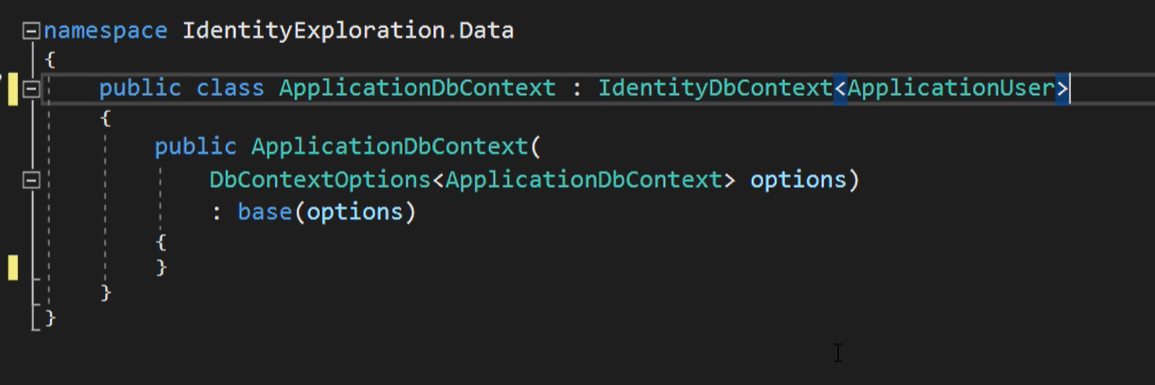 namespace IdentityExploration.Data
{
public class ApplicationDbContext : IdentityDbContext<ApplicationUser>
{
public ApplicationDbContext(
DbContextOptions<ApplicationDbContext> options)
: base(options)
{
}
}
}